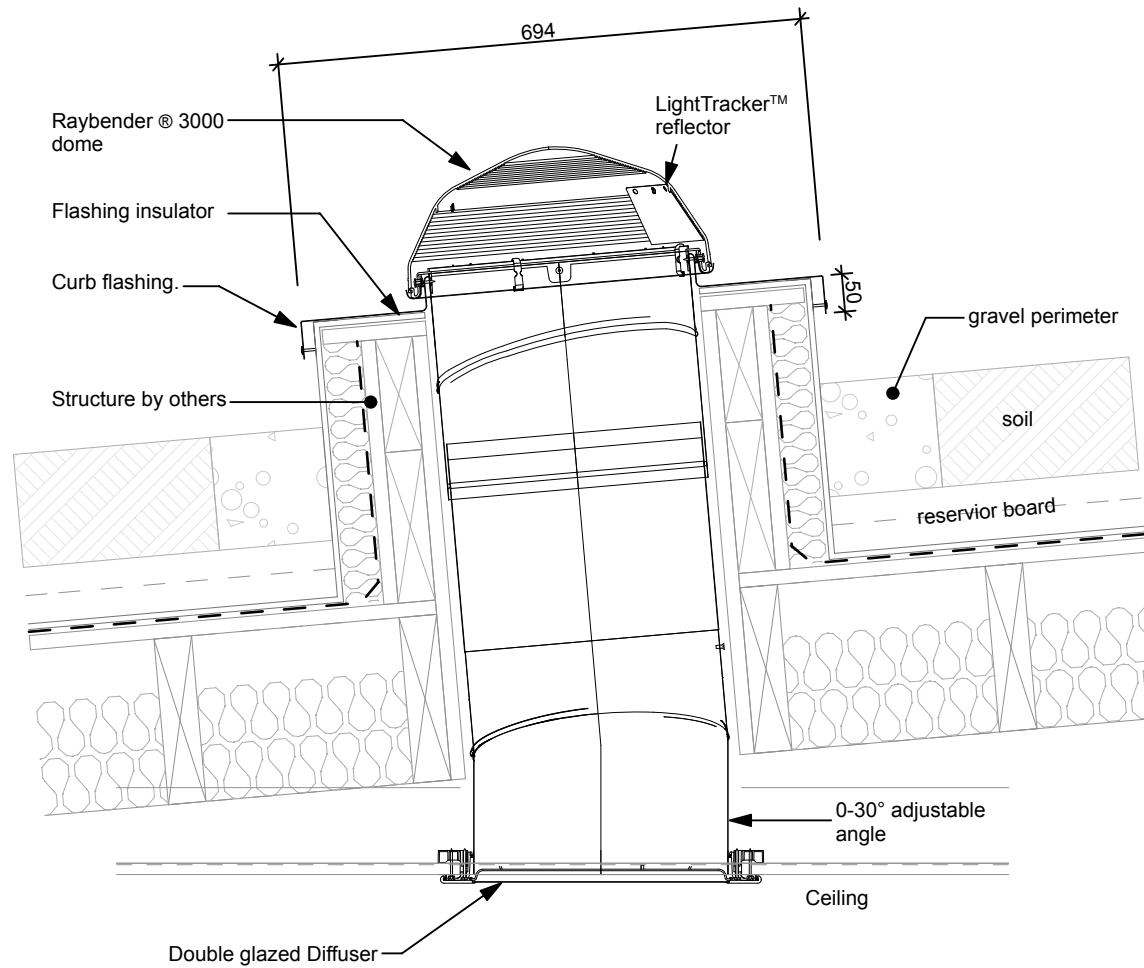 694
Raybender ® 3000
dome
LightTracker™
reflector
Flashing insulator
Curb flashing.
50
gravel perimeter
Structure by others
soil
reservior board
0-30° adjustable
angle
Ceiling
Double glazed Diffuser